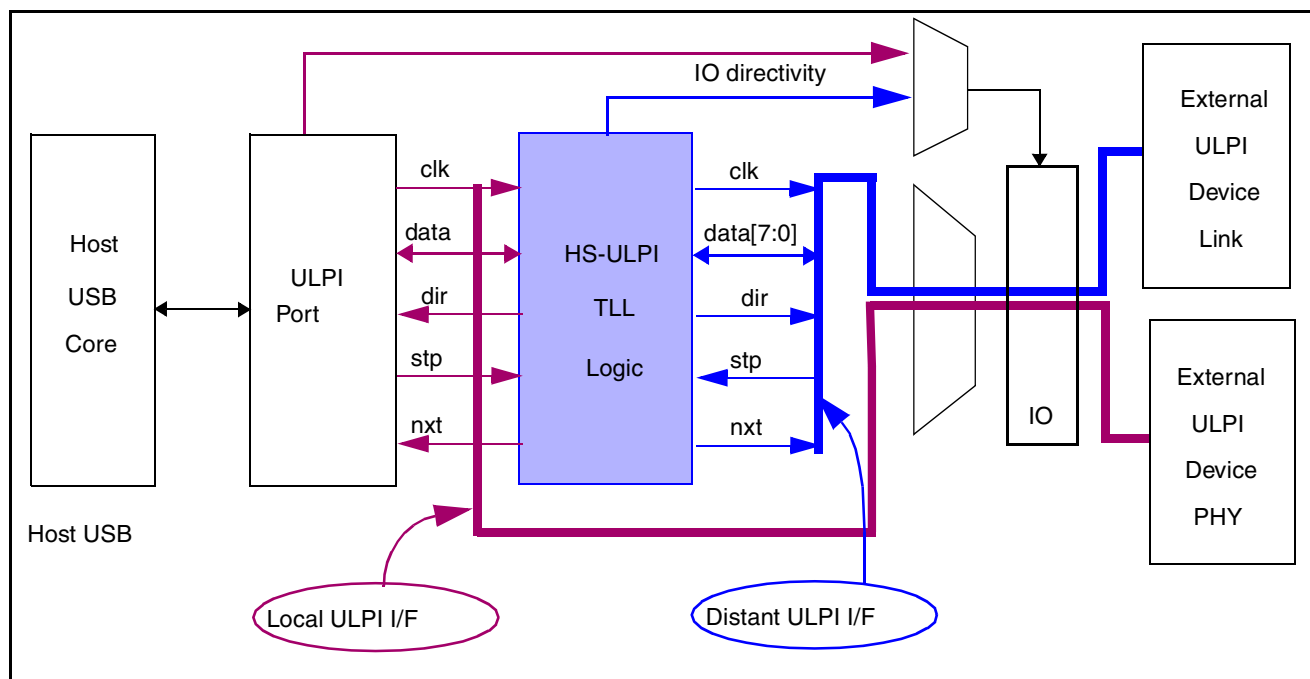 IO directivity
External
ULPI
Device
Link
Host
USB
Core
ULPI
Port
clk
data
dir
stp
nxt
HS-ULPI
TLL
Logic
clk
data[7:0]
dir
stp
nxt
IO
External
ULPI
Device
PHY
Host USB
Local ULPI I/F
Distant ULPI I/F